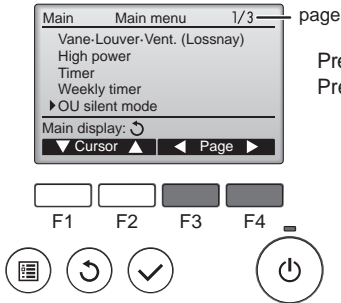 Main Main menu 1/3 page
Vane·Louver·Vent. (Lossnay)
High power
Timer
Weekly timer
OU silent mode
Main display:
Cursor Page
F1 F2 F3 F4
Pre
Pre